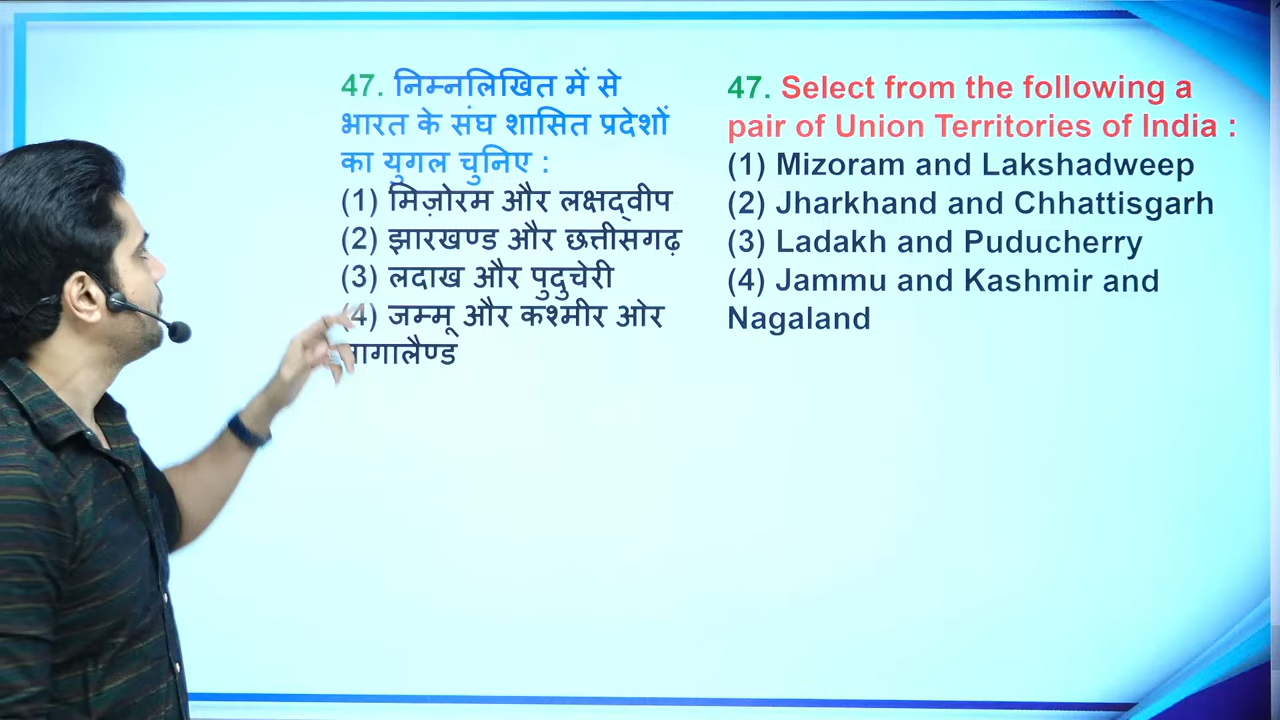 47. निम्नलिखित में से
भारत के संघ शासित प्रदेशों
का युगल चुनिए :
(1) मिज़ोरम और लक्षद्वीप
(2) झारखण्ड और छत्तीसगढ़
(3) लदाख और पुदुचेरी
(4) जम्मू और कश्मीर ओर
नागालैण्ड
47. Select from the following a
pair of Union Territories of India :
(1) Mizoram and Lakshadweep
(2) Jharkhand and Chhattisgarh
(3) Ladakh and Puducherry
(4) Jammu and Kashmir and
Nagaland